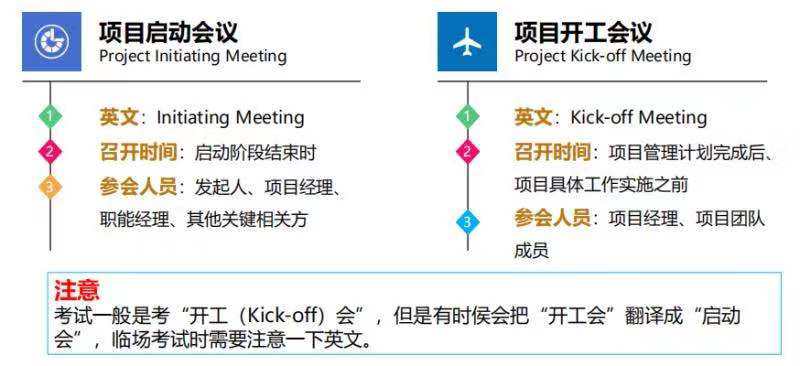 项目启动会议
Project Initiating Meeting
1 英文：Initiating Meeting
2 召开时间：启动阶段结束时
3 参会人员：发起人、项目经理、
职能经理、其他关键相关方
项目开工会议
Project Kick-off Meeting
1 英文：Kick-off Meeting
2 召开时间：项目管理计划完成后、
项目具体工作实施之前
3 参会人员：项目经理、项目团队
成员
注意
考试一般是考“开工（Kick-off）会”，但是有时侯会把“开工会”翻译成“启动
会”，临场考试时需要注意一下英文。